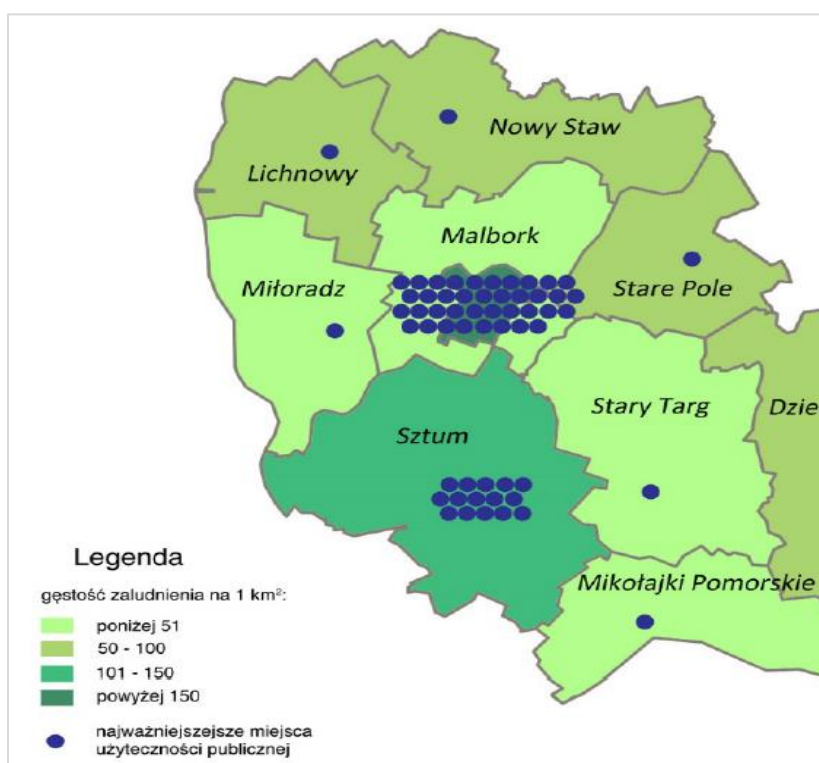 Nowy Staw
Lichnowy
Malbork
Miłoradz
Stare Pole
Stary Targ
Dzie
Sztum
Mikołajki Pomorskie
Legenda
gęstość zaludnienia na 1 km²:
poniżej 51
50 - 100
101 - 150
powyżej 150
najważniejszejsze miejsca
użyteczności publicznej